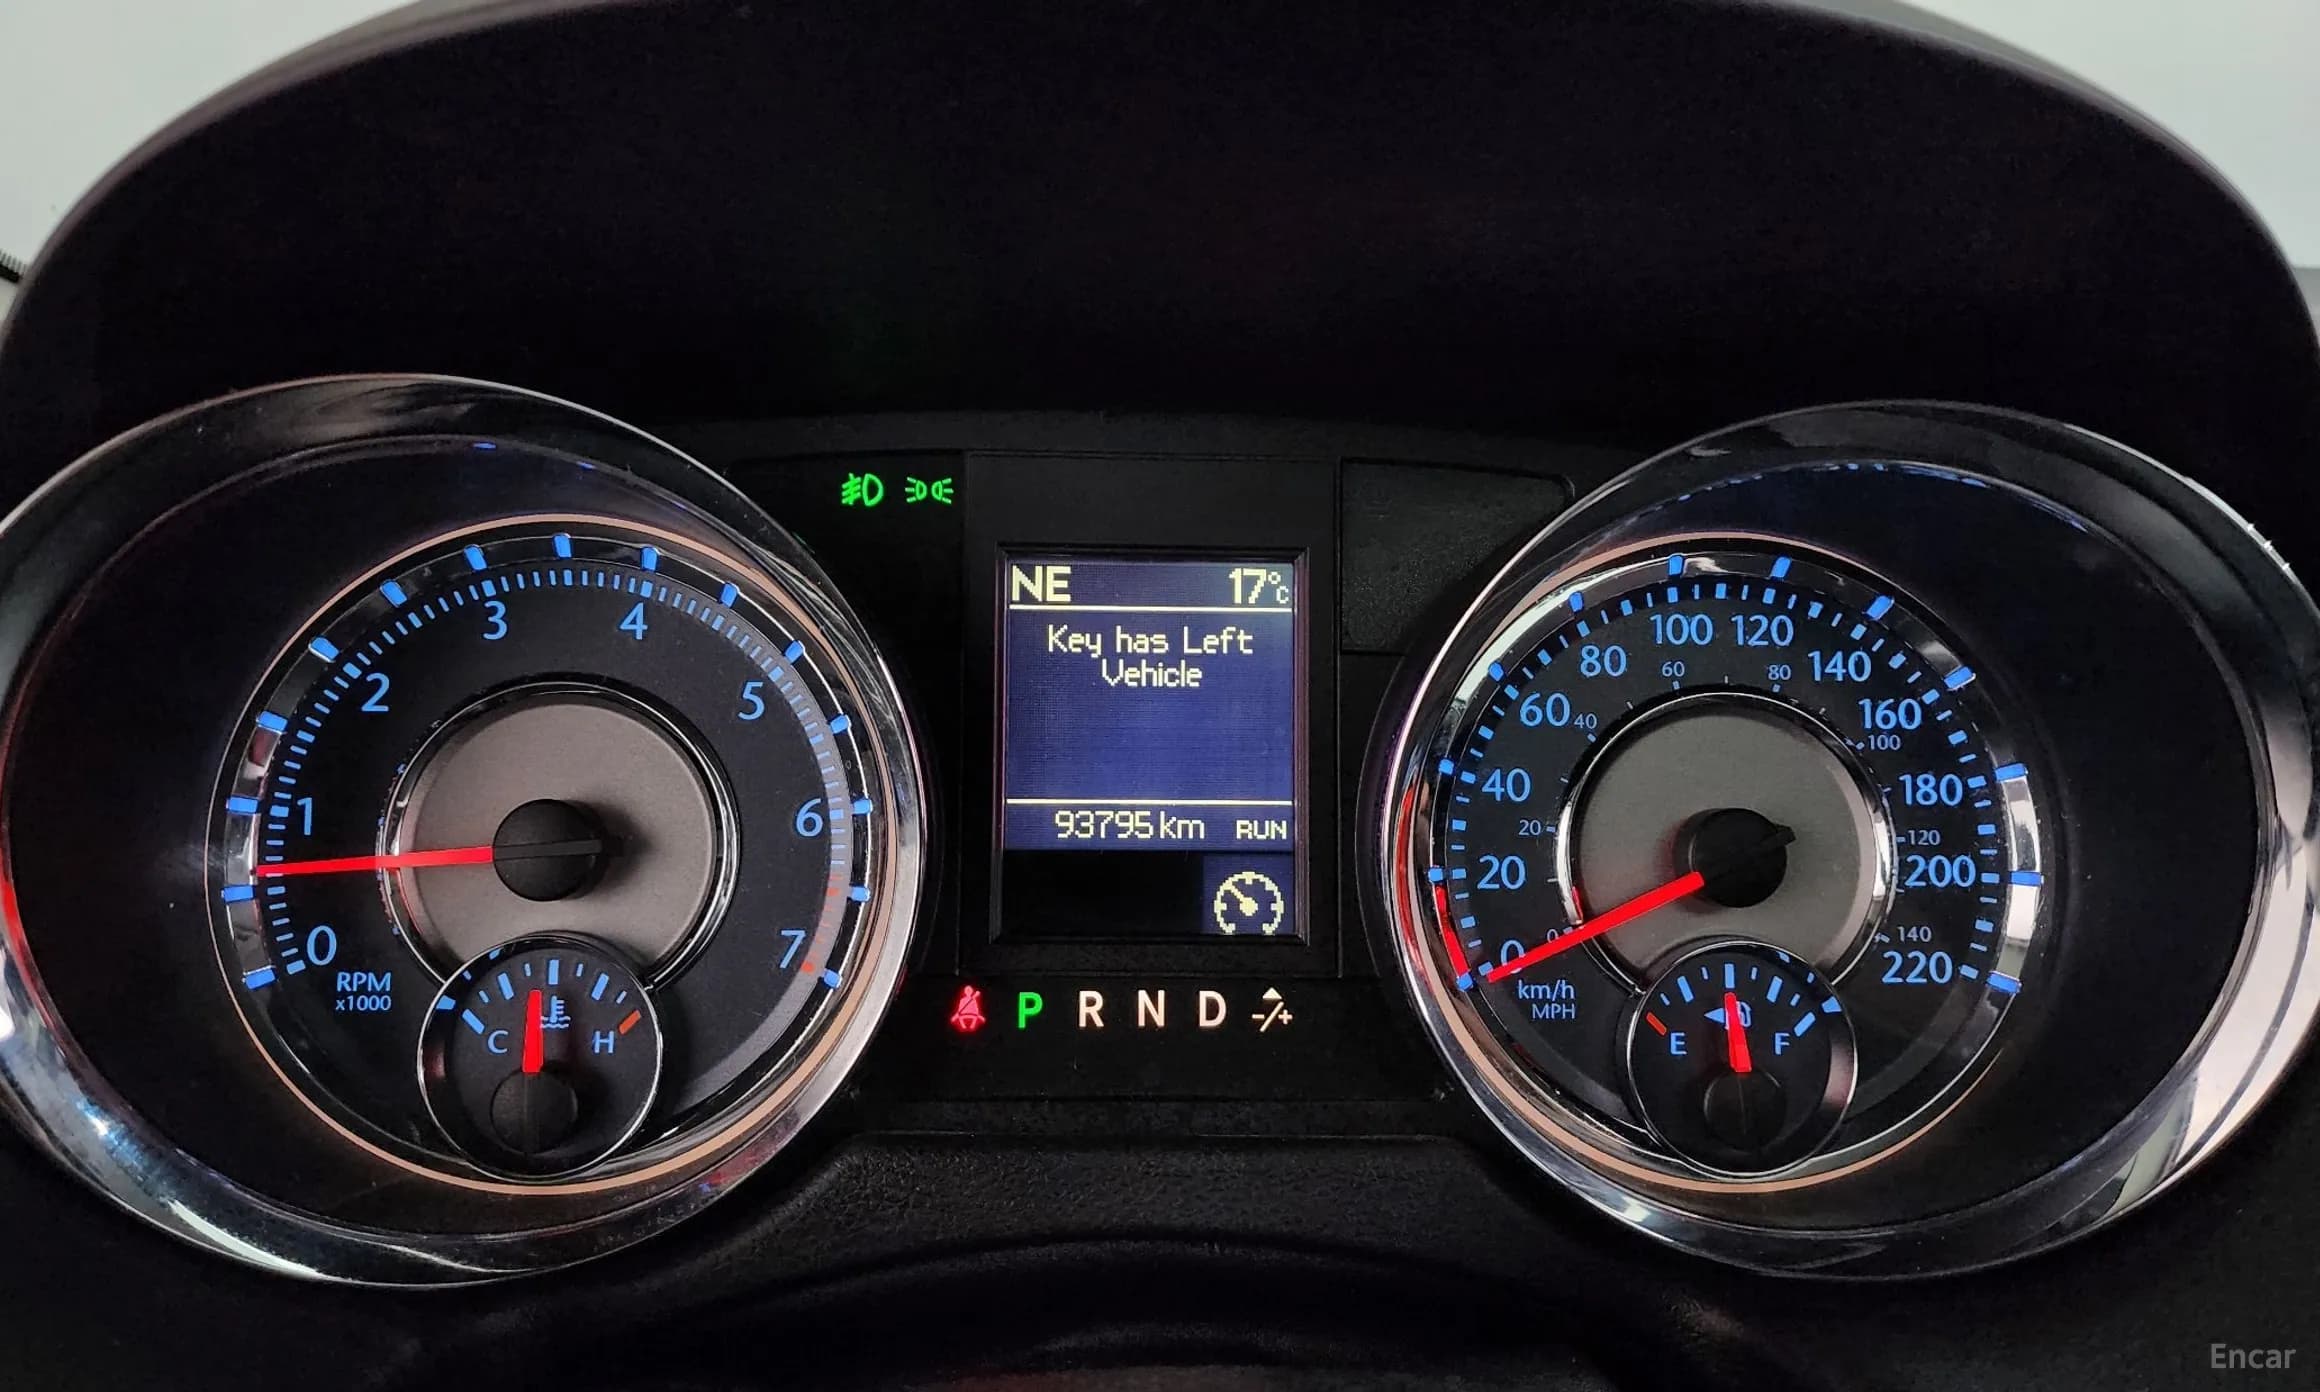 NE 17°C
Key has Left
Vehicle
93795 km RUN
0 1 2 3 4 5 6 7
RPM
x1000
C H
P R N D -/+
0 20 40 60 80 100 120 140 160 180 200 220
0 20 40 60 80 100 120 140
km/h
MPH
E F
Encar